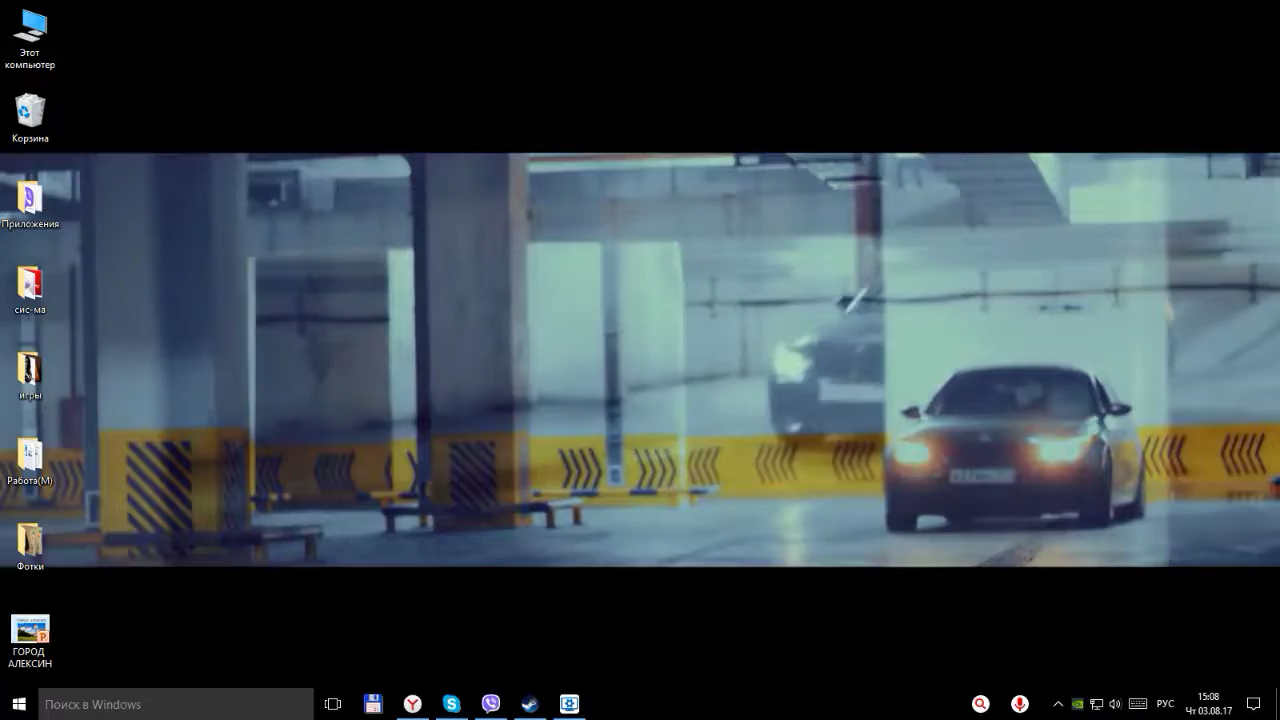 Этот
компьютер
Корзина
Приложения
сис-ма
игры
Работа(М)
Фотки
ГОРОД
АЛЕКСИН
Поиск в Windows
РУС
15:08
Чт 03.08.17